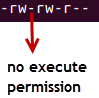 -rw-rw-r--
no execute
permission